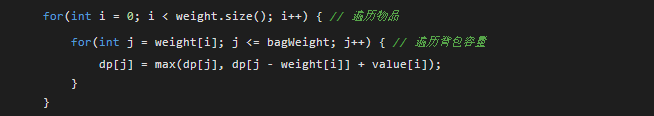 for(int i = 0; i < weight.size(); i++) { // 遍历物品
for(int j = weight[i]; j <= bagWeight; j++) { // 遍历背包容量
dp[j] = max(dp[j], dp[j - weight[i]] + value[i]);
}
}